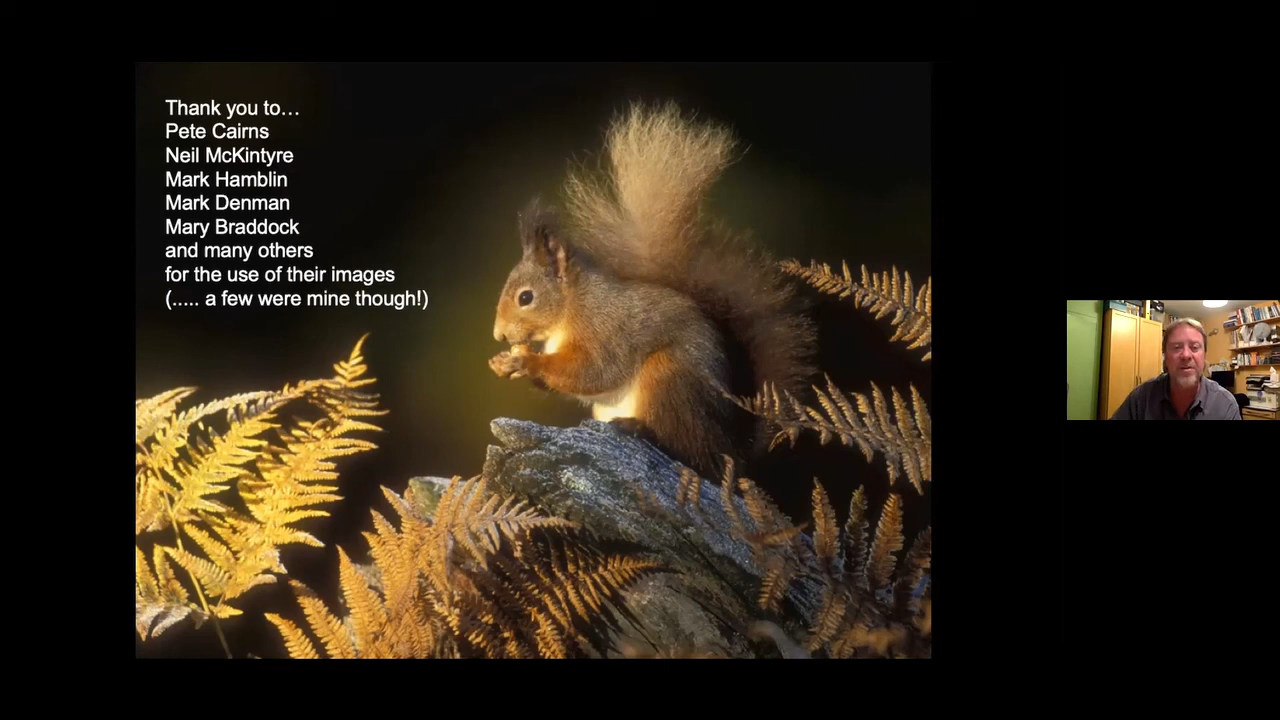 Thank you to…
Pete Cairns
Neil McKintyre
Mark Hamblin
Mark Denman
Mary Braddock
and many others
for the use of their images
(..... a few were mine though!)